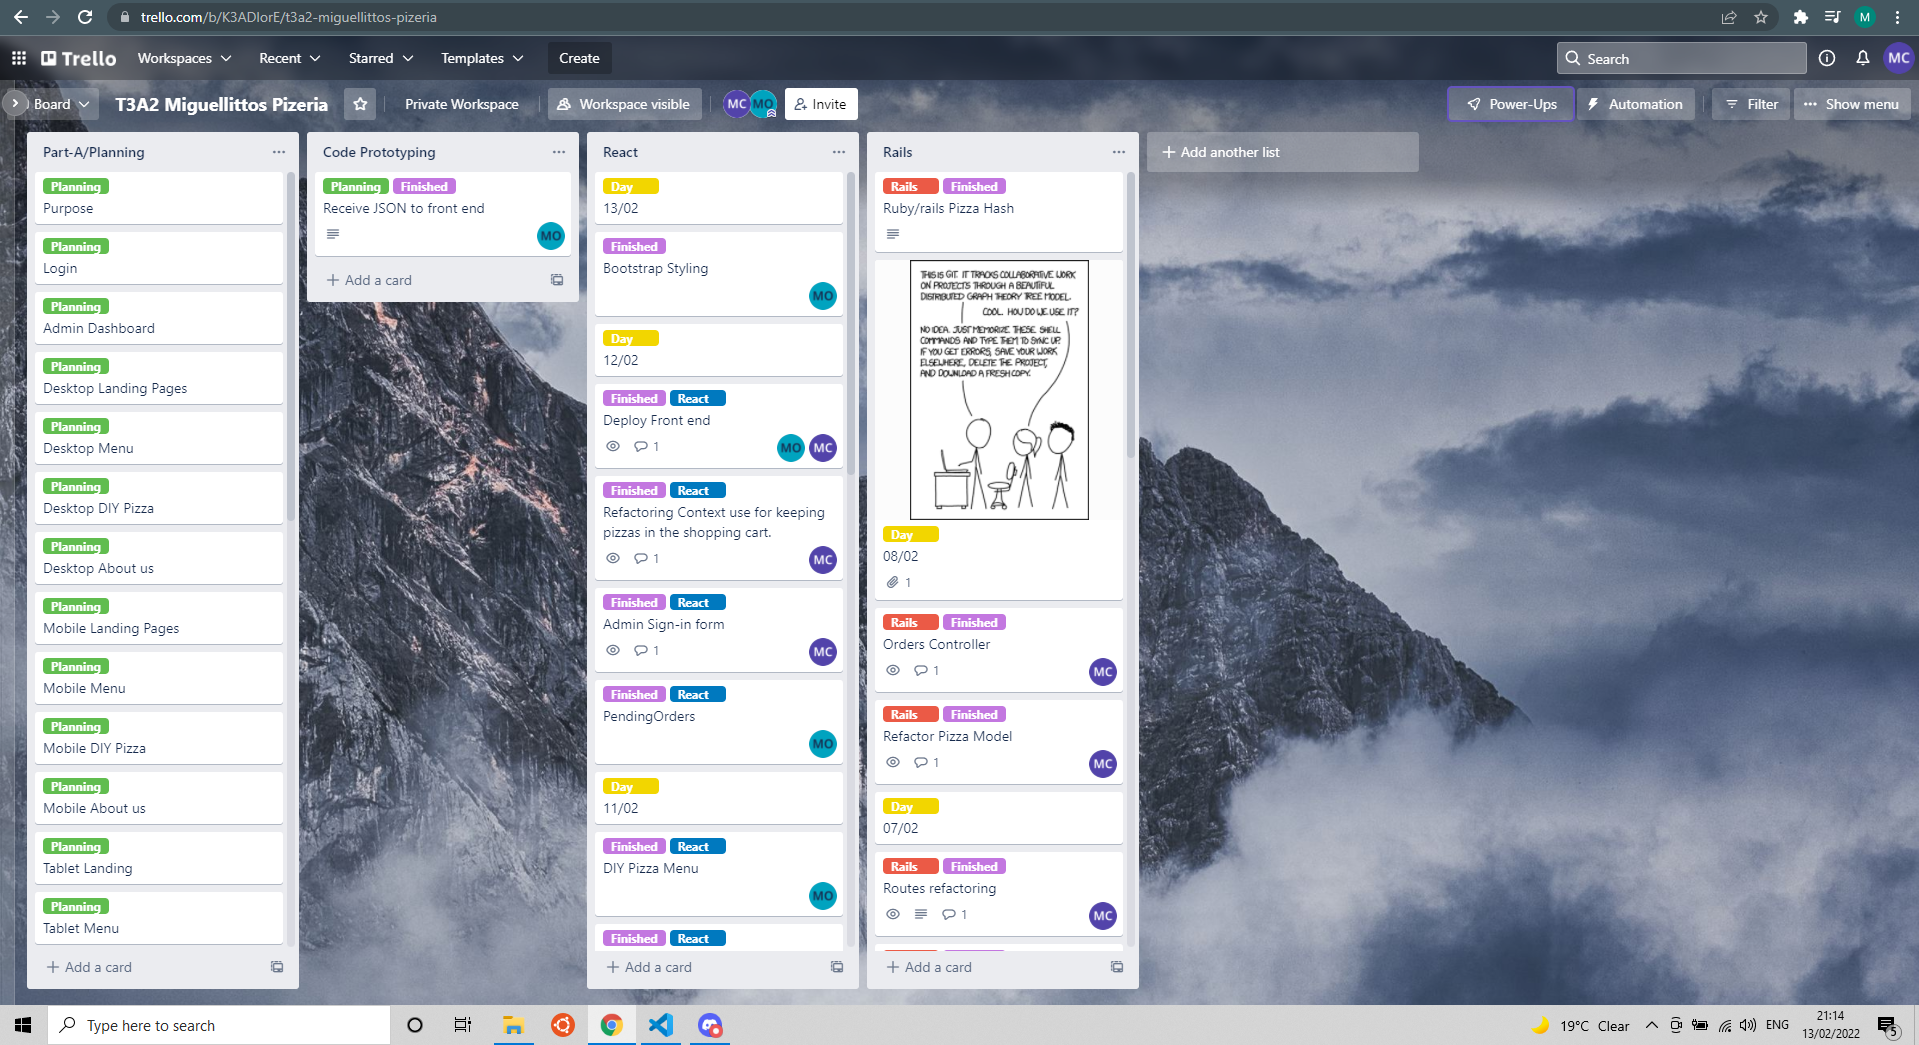 trello.com/b/K3ADIorE/t3a2-miguellittos-pizeria
M
Trello
Workspaces
Recent
Starred
Templates
Create
Search
MC
Board
T3A2 Miguellittos Pizeria
Private Workspace
Workspace visible
MC
MO
Invite
Power-Ups
Automation
Filter
Show menu
Part-A/Planning
Planning
Purpose
Planning
Login
Planning
Admin Dashboard
Planning
Desktop Landing Pages
Planning
Desktop Menu
Planning
Desktop DIY Pizza
Planning
Desktop About us
Planning
Mobile Landing Pages
Planning
Mobile Menu
Planning
Mobile DIY Pizza
Planning
Mobile About us
Planning
Tablet Landing
Planning
Tablet Menu
+ Add a card
Code Prototyping
Planning Finished
Receive JSON to front end
MO
+ Add a card
React
Day
13/02
Finished
Bootstrap Styling
MO
Day
12/02
Finished React
Deploy Front end
1
MO MC
Finished React
Refactoring Context use for keeping
pizzas in the shopping cart.
1
MC
Finished React
Admin Sign-in form
1
MC
Finished React
PendingOrders
MO
Day
11/02
Finished React
DIY Pizza Menu
MO
Finished React
+ Add a card
Rails
Rails Finished
Ruby/rails Pizza Hash
THIS IS GIT. IT TRACKS COLLABORATIVE WORK
ON PROJECTS THROUGH A BEAUTIFUL
DISTRIBUTED GRAPH THEORY TREE MODEL.
COOL. HOW DO WE USE IT?
NO IDEA. JUST MEMORIZE THESE SHELL
COMMANDS AND TYPE THEM TO SYNC UP.
IF YOU GET ERRORS, SAVE YOUR WORK
ELSEWHERE, DELETE THE PROJECT,
AND DOWNLOAD A FRESH COPY.
Day
08/02
1
Rails Finished
Orders Controller
1
MC
Rails Finished
Refactor Pizza Model
1
MC
Day
07/02
Rails Finished
Routes refactoring
1
MC
+ Add a card
+ Add another list
Type here to search
19°C Clear
ENG
21:14
13/02/2022
5